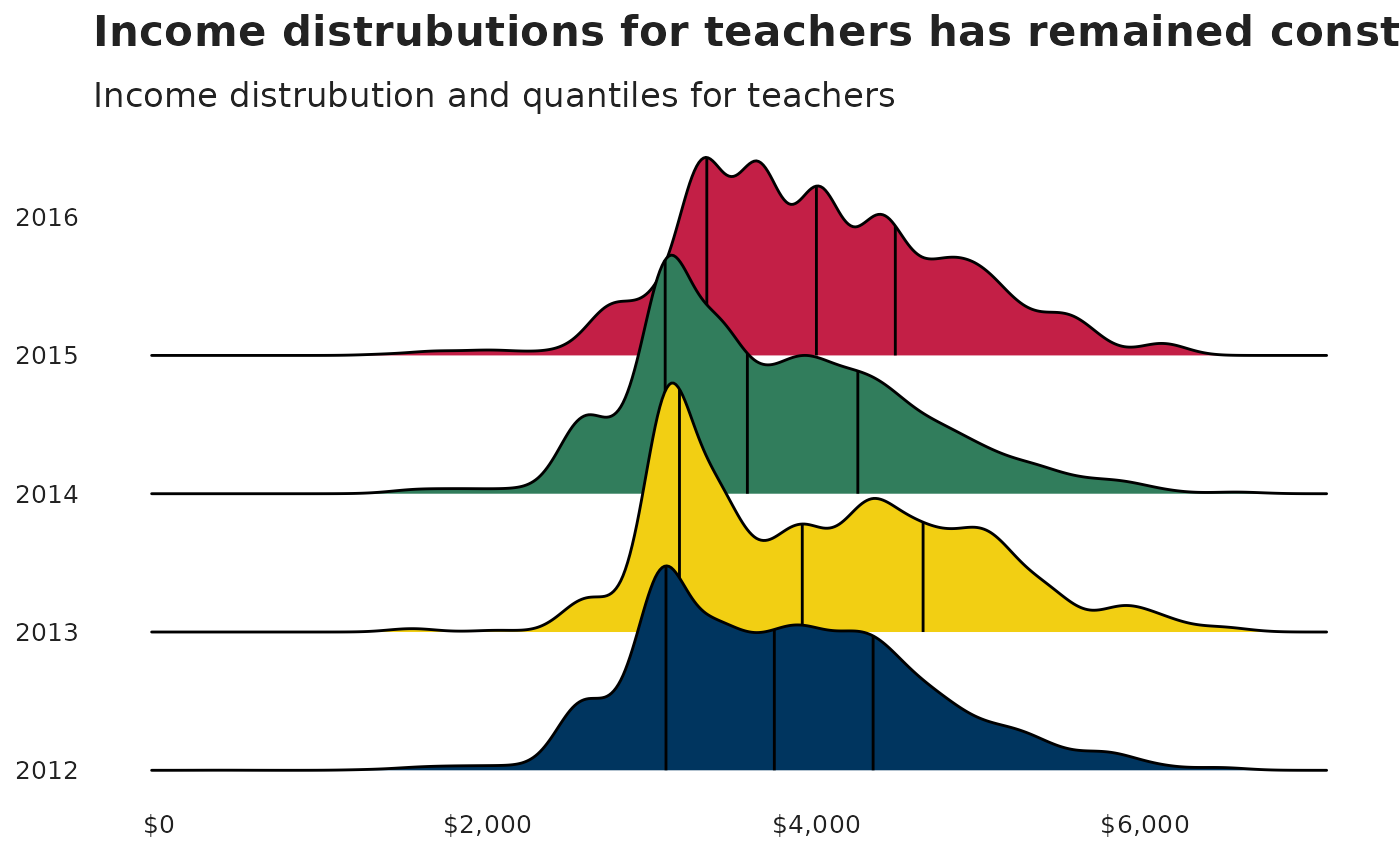 Income distrubutions for teachers has remained const
Income distrubution and quantiles for teachers
2016
2015
2014
2013
2012
$0 $2,000 $4,000 $6,000